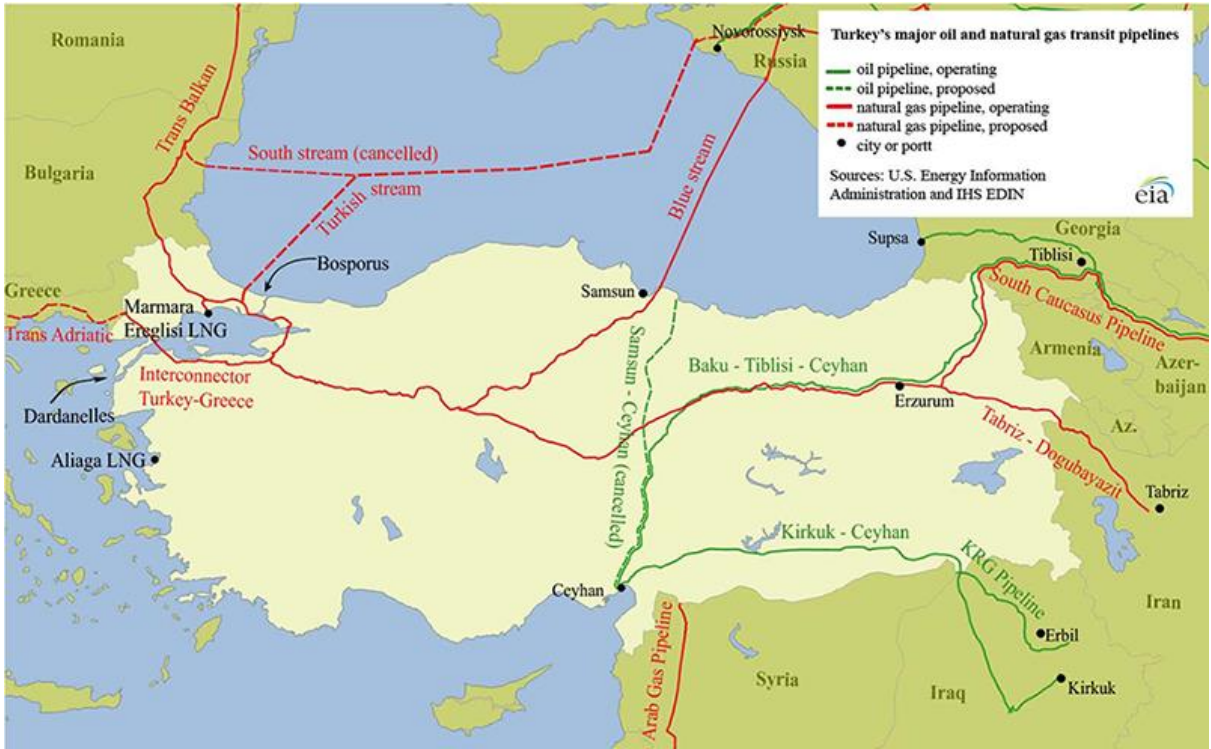 Romania
Novorossiysk
Russia
Turkey's major oil and natural gas transit pipelines
oil pipeline, operating
oil pipeline, proposed
natural gas pipeline, operating
natural gas pipeline, proposed
city or portt
Sources: U.S. Energy Information
Administration and IHS EDIN
eia
Trans Balkan
Bulgaria
South stream (cancelled)
Turkish stream
Blue stream
Bosporus
Supsa
Georgia
Tiblisi
South Caucasus Pipeline
Greece
Trans Adriatic
Marmara
Ereglisi LNG
Samsun
Armenia
Azer-
baijan
Interconnector
Turkey-Greece
Dardanelles
Samsun - Ceyhan (cancelled)
Baku - Tiblisi - Ceyhan
Erzurum
Az.
Tabriz - Dogubayazit
Aliaga LNG
Tabriz
Kirkuk - Ceyhan
KRG Pipeline
Ceyhan
Iran
Erbil
Arab Gas Pipeline
Syria
Iraq
Kirkuk